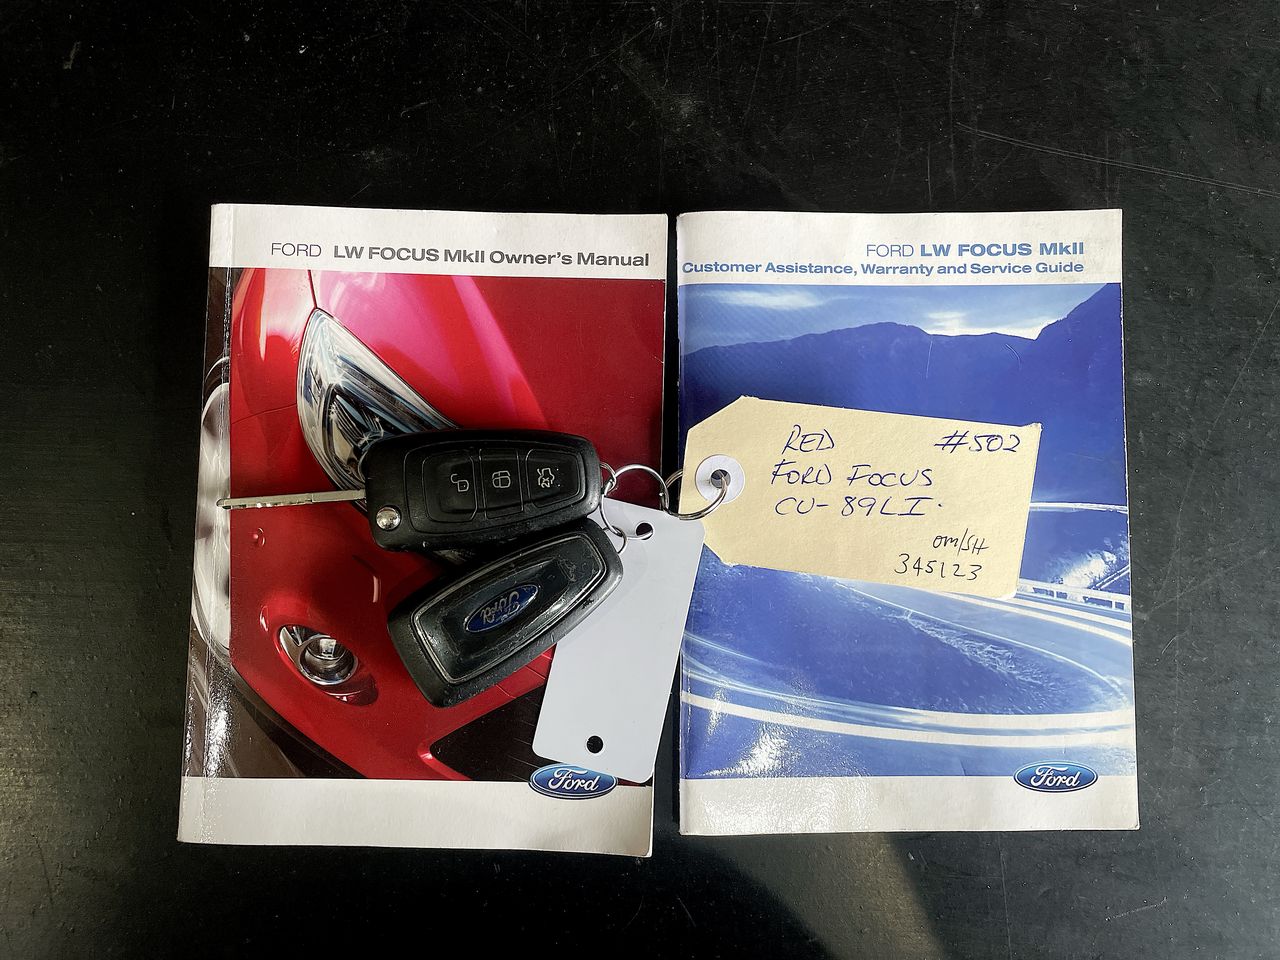 FORD LW FOCUS MkII Owner's Manual
Ford
Ford
FORD LW FOCUS MkII
Customer Assistance, Warranty and Service Guide
RED #502
FORD FOCUS
CU-89LI.
OM/SH
345123
Ford